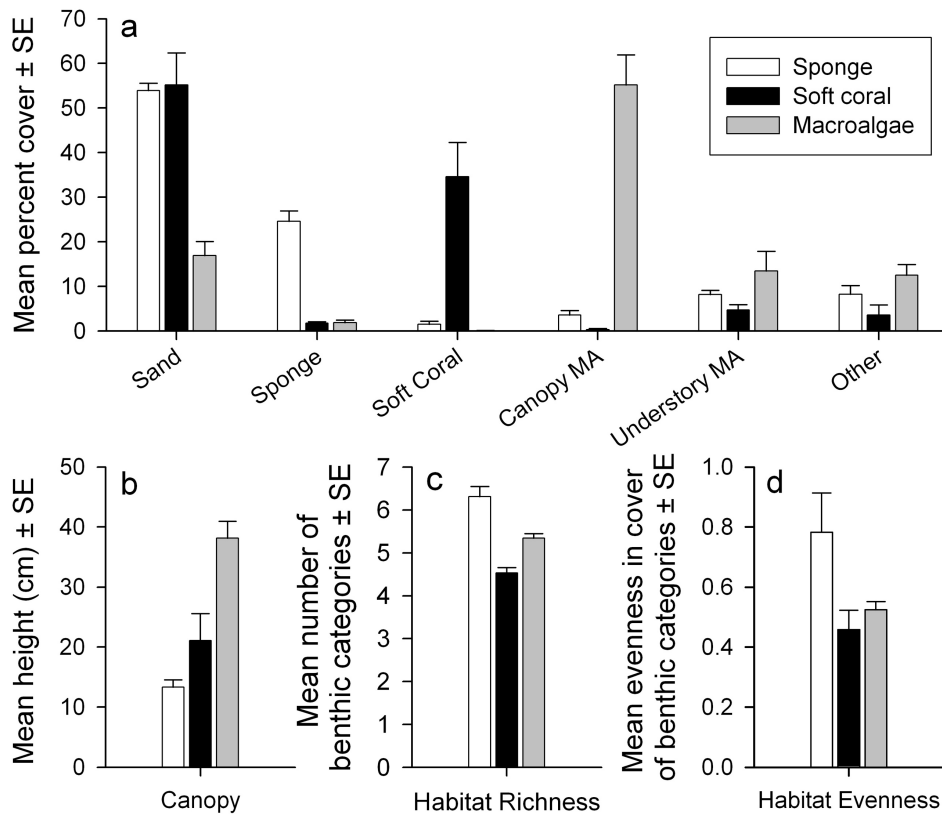 a
Mean percent cover ± SE
70
60
50
40
30
20
10
0
Sponge
Soft coral
Macroalgae
Sand
Sponge
Soft Coral
Canopy MA
Understory MA
Other
b
Mean height (cm) ± SE
50
40
30
20
10
0
Canopy
c
Mean number of
benthic categories ± SE
7
6
5
4
3
2
1
0
Habitat Richness
d
Mean evenness in cover
of benthic categories ± SE
1.0
0.8
0.6
0.4
0.2
0.0
Habitat Evenness